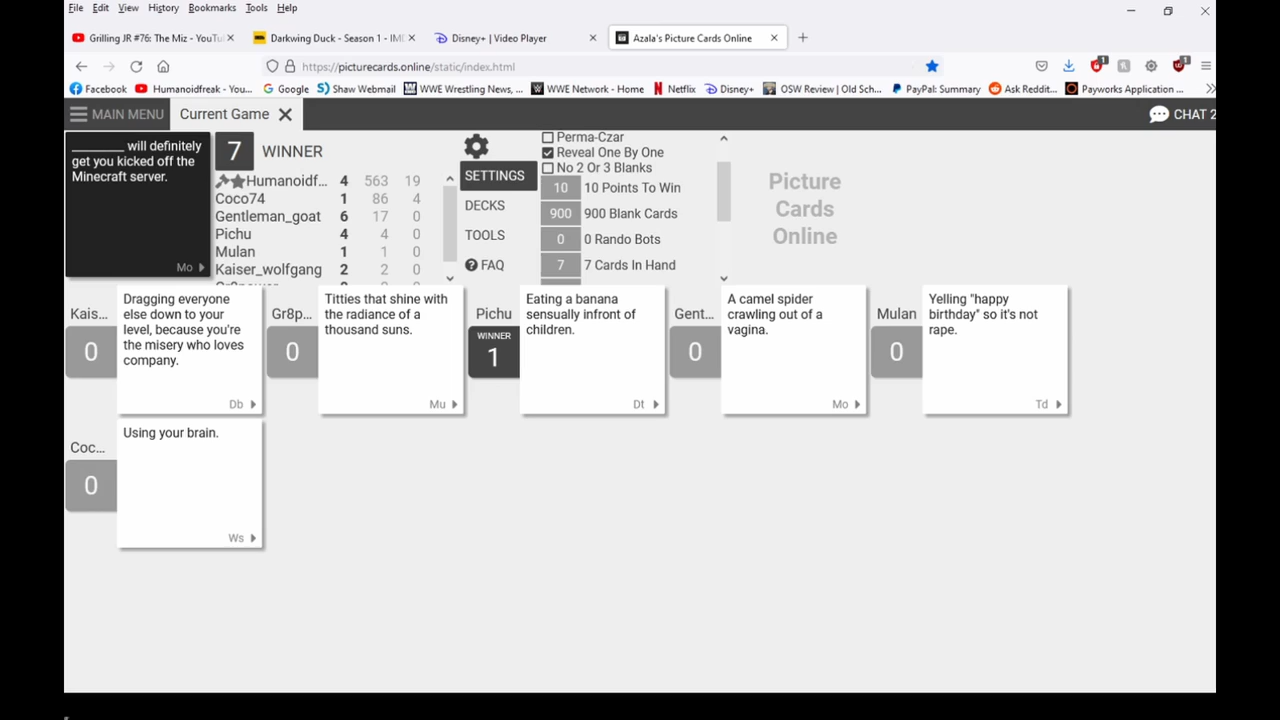 File Edit View History Bookmarks Tools Help
Grilling JR #76: The Miz - YouTu
Darkwing Duck - Season 1 - IMD
Disney+ | Video Player
Azala's Picture Cards Online
https://picturecards.online/static/index.html
Facebook
Humanoidfreak - You...
Google
Shaw Webmail
WWE Wrestling News, ...
WWE Network - Home
Netflix
Disney+
OSW Review | Old Sch...
PayPal: Summary
Ask Reddit...
Payworks Application ...
MAIN MENU
Current Game
CHAT 2
________ will definitely
get you kicked off the
Minecraft server.
Mo
7 WINNER
Humanoidf... 4 563 19
Coco74 1 86 4
Gentleman_goat 6 17 0
Pichu 4 4 0
Mulan 1 1 0
Kaiser_wolfgang 2 2 0
SETTINGS
DECKS
TOOLS
FAQ
Perma-Czar
Reveal One By One
No 2 Or 3 Blanks
10 10 Points To Win
900 900 Blank Cards
0 0 Rando Bots
7 7 Cards In Hand
Picture
Cards
Online
Kais...
0
Dragging everyone
else down to your
level, because you're
the misery who loves
company.
Db
Gr8p...
0
Titties that shine with
the radiance of a
thousand suns.
Mu
Pichu
WINNER
1
Eating a banana
sensually infront of
children.
Dt
Gent...
0
A camel spider
crawling out of a
vagina.
Mo
Mulan
0
Yelling "happy
birthday" so it's not
rape.
Td
Coc...
0
Using your brain.
Ws